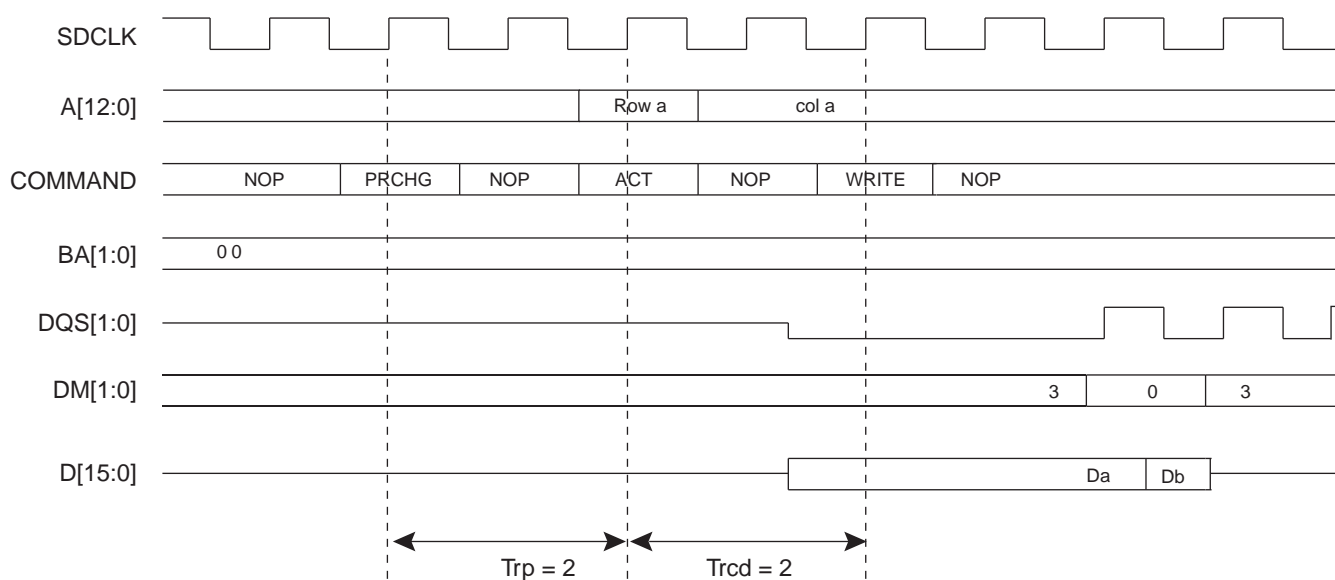 SDCLK
A[12:0] Row a col a
COMMAND NOP PRCHG NOP ACT NOP WRITE NOP
BA[1:0] 0 0
DQS[1:0]
DM[1:0] 3 0 3
D[15:0] Da Db
Trp = 2 Trcd = 2